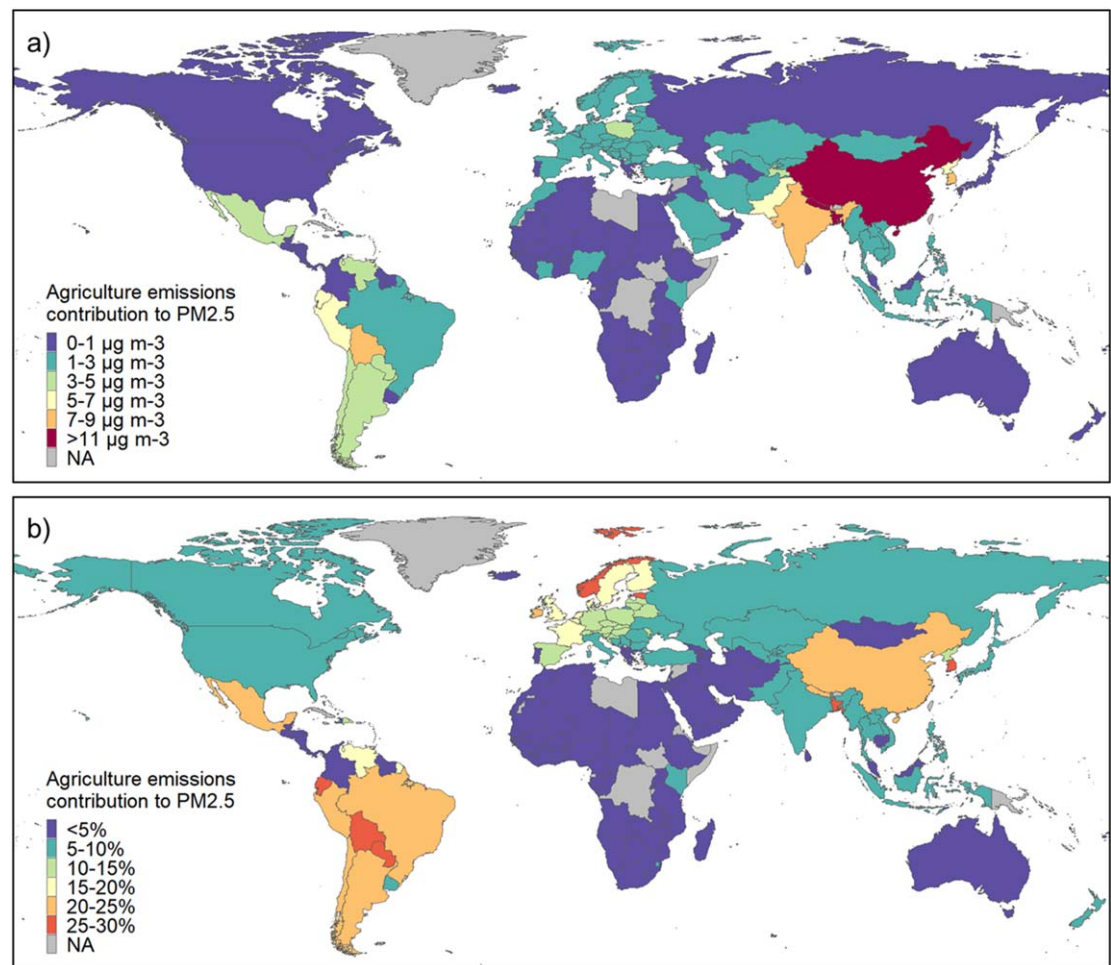 a)
Agriculture emissions
contribution to PM2.5
0-1 µg m-3
1-3 µg m-3
3-5 µg m-3
5-7 µg m-3
7-9 µg m-3
>11 µg m-3
NA
b)
Agriculture emissions
contribution to PM2.5
<5%
5-10%
10-15%
15-20%
20-25%
25-30%
NA